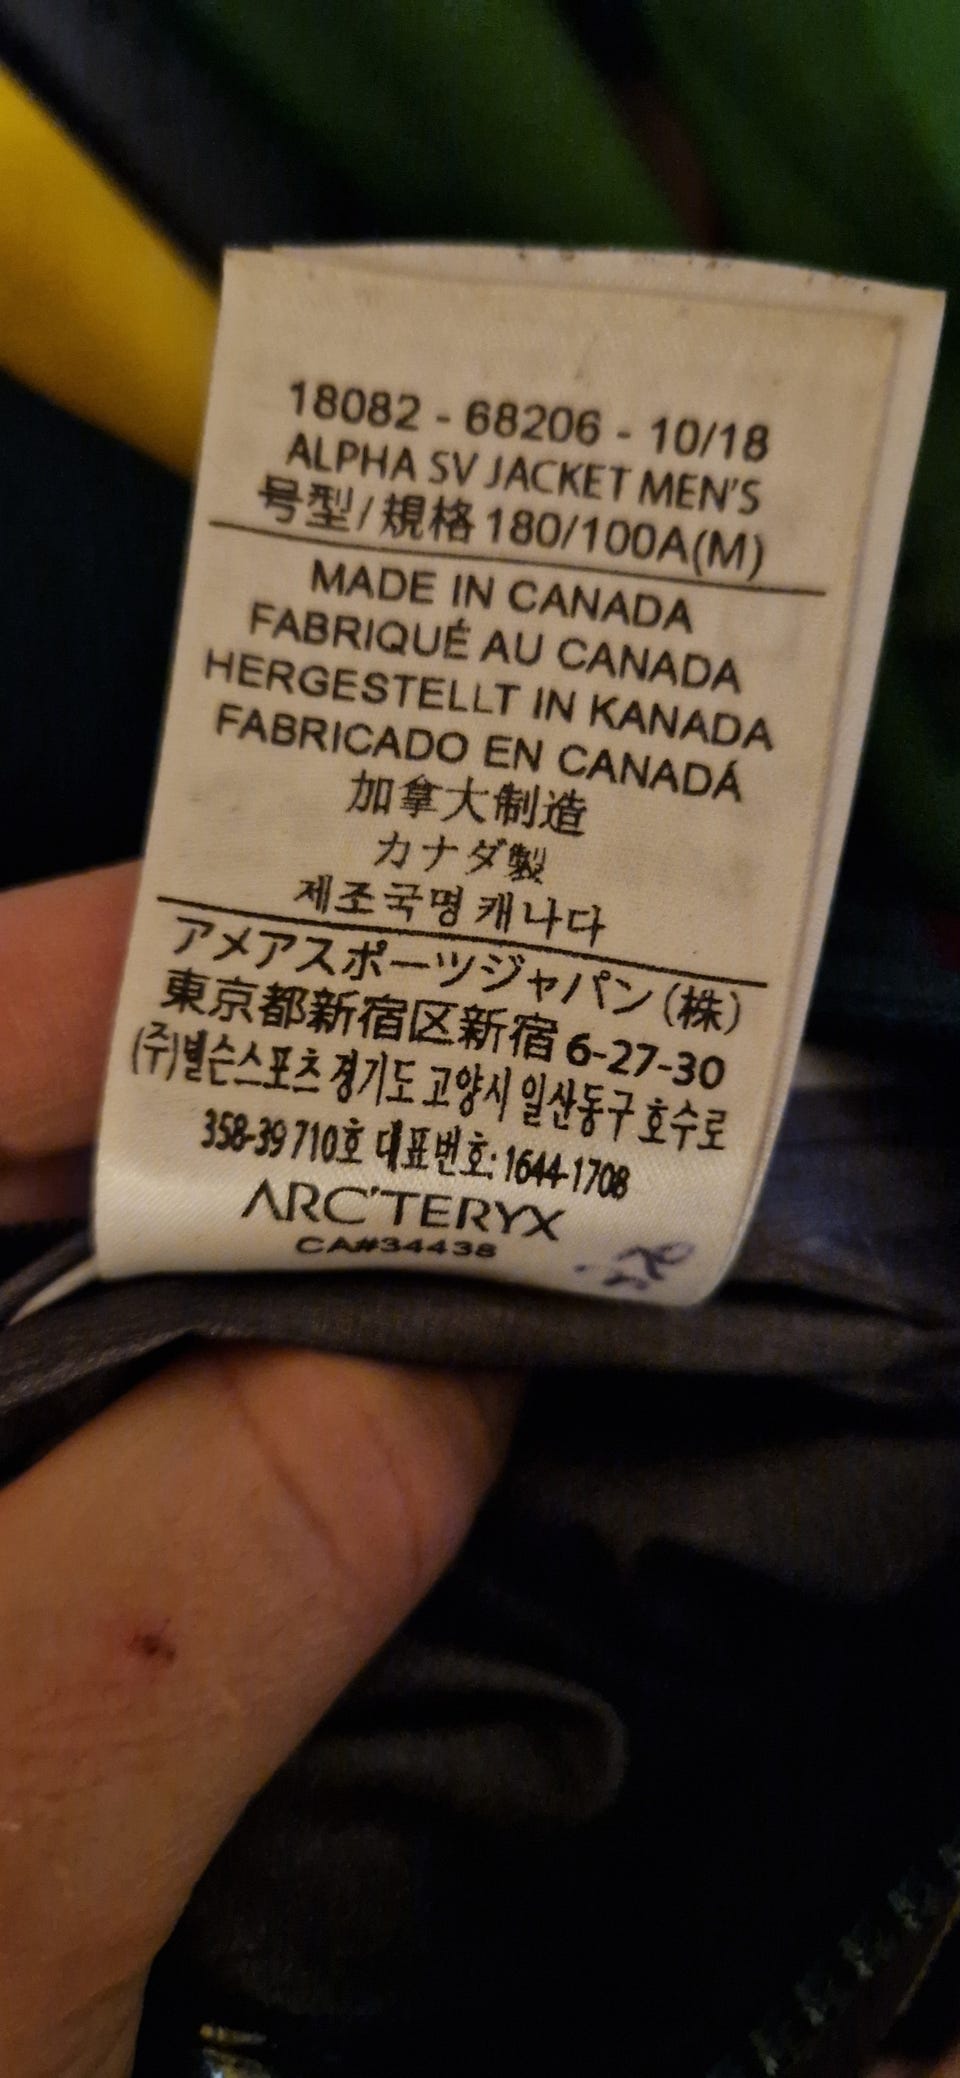 18082 - 68206 - 10/18
ALPHA SV JACKET MEN'S
号型/規格 180/100A(M)
MADE IN CANADA
FABRIQUÉ AU CANADA
HERGESTELLT IN KANADA
FABRICADO EN CANADÁ
加拿大制造
カナダ製
제조국명 캐나다
アメアスポーツジャパン(株)
東京都新宿区新宿 6-27-30
(주)넬슨스포츠 경기도 고양시 일산동구 호수로
358-39 710호 대표번호: 1644-1708
ARC'TERYX
CA#34438